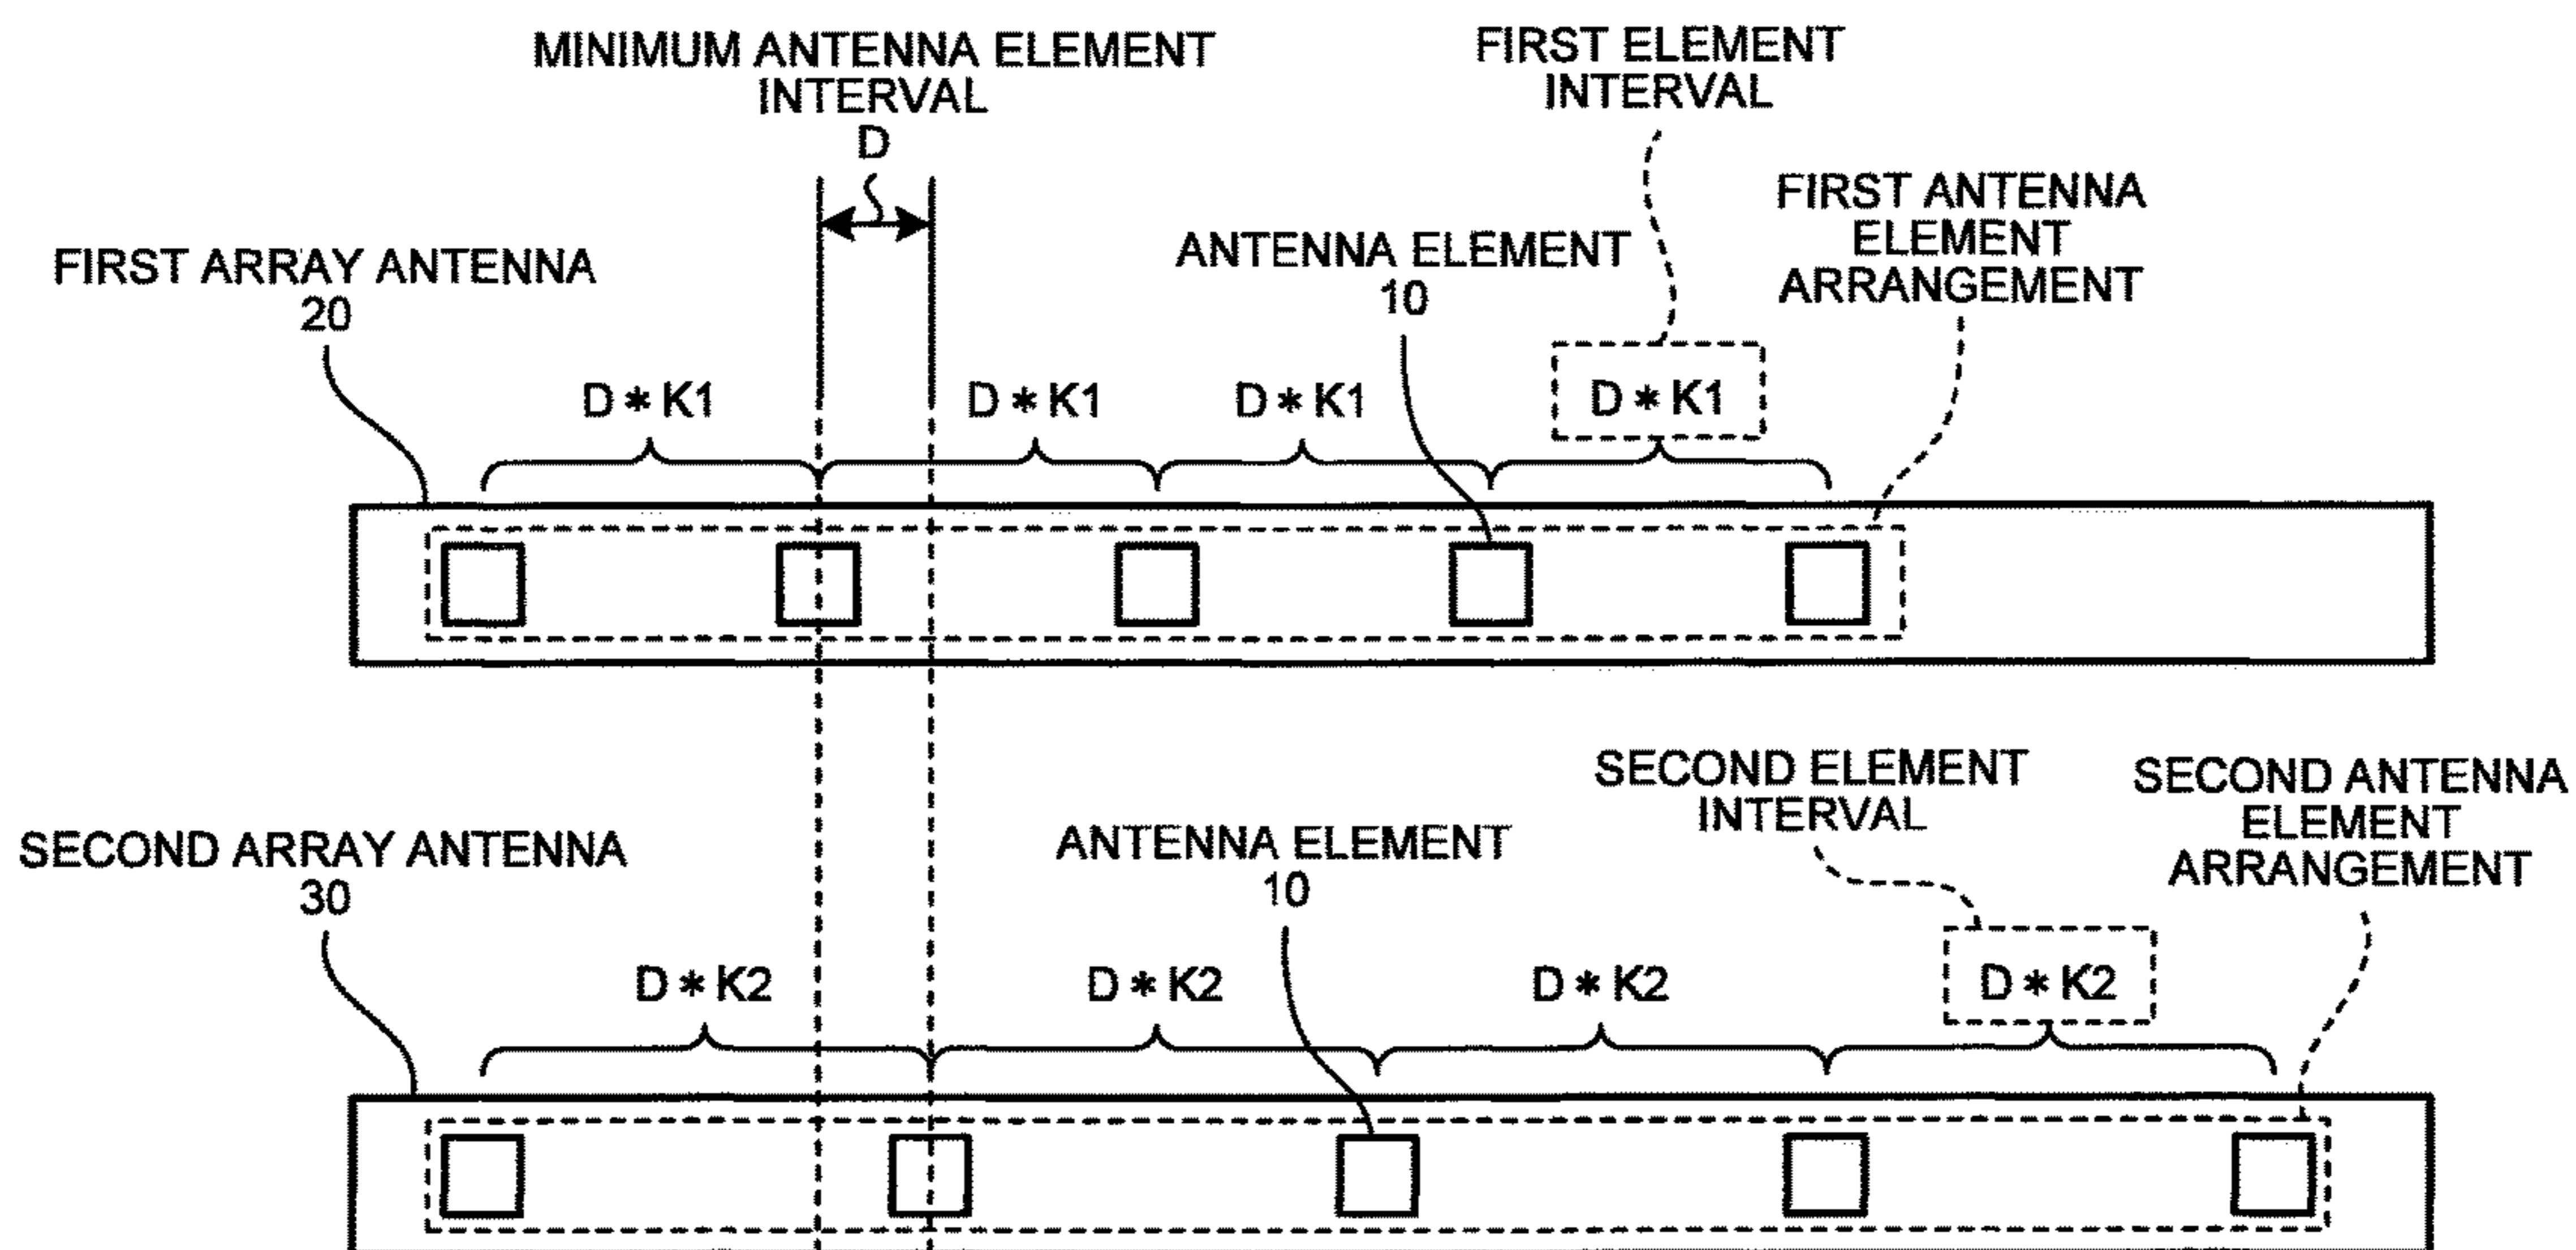 MINIMUM ANTENNA ELEMENT
INTERVAL
D
FIRST ELEMENT
INTERVAL
FIRST ANTENNA
ELEMENT
ARRANGEMENT
ANTENNA ELEMENT
10
FIRST ARRAY ANTENNA
20
D * K1
D * K1
D * K1
D * K1
SECOND ELEMENT
INTERVAL
SECOND ANTENNA
ELEMENT
ARRANGEMENT
ANTENNA ELEMENT
10
SECOND ARRAY ANTENNA
30
D * K2
D * K2
D * K2
D * K2